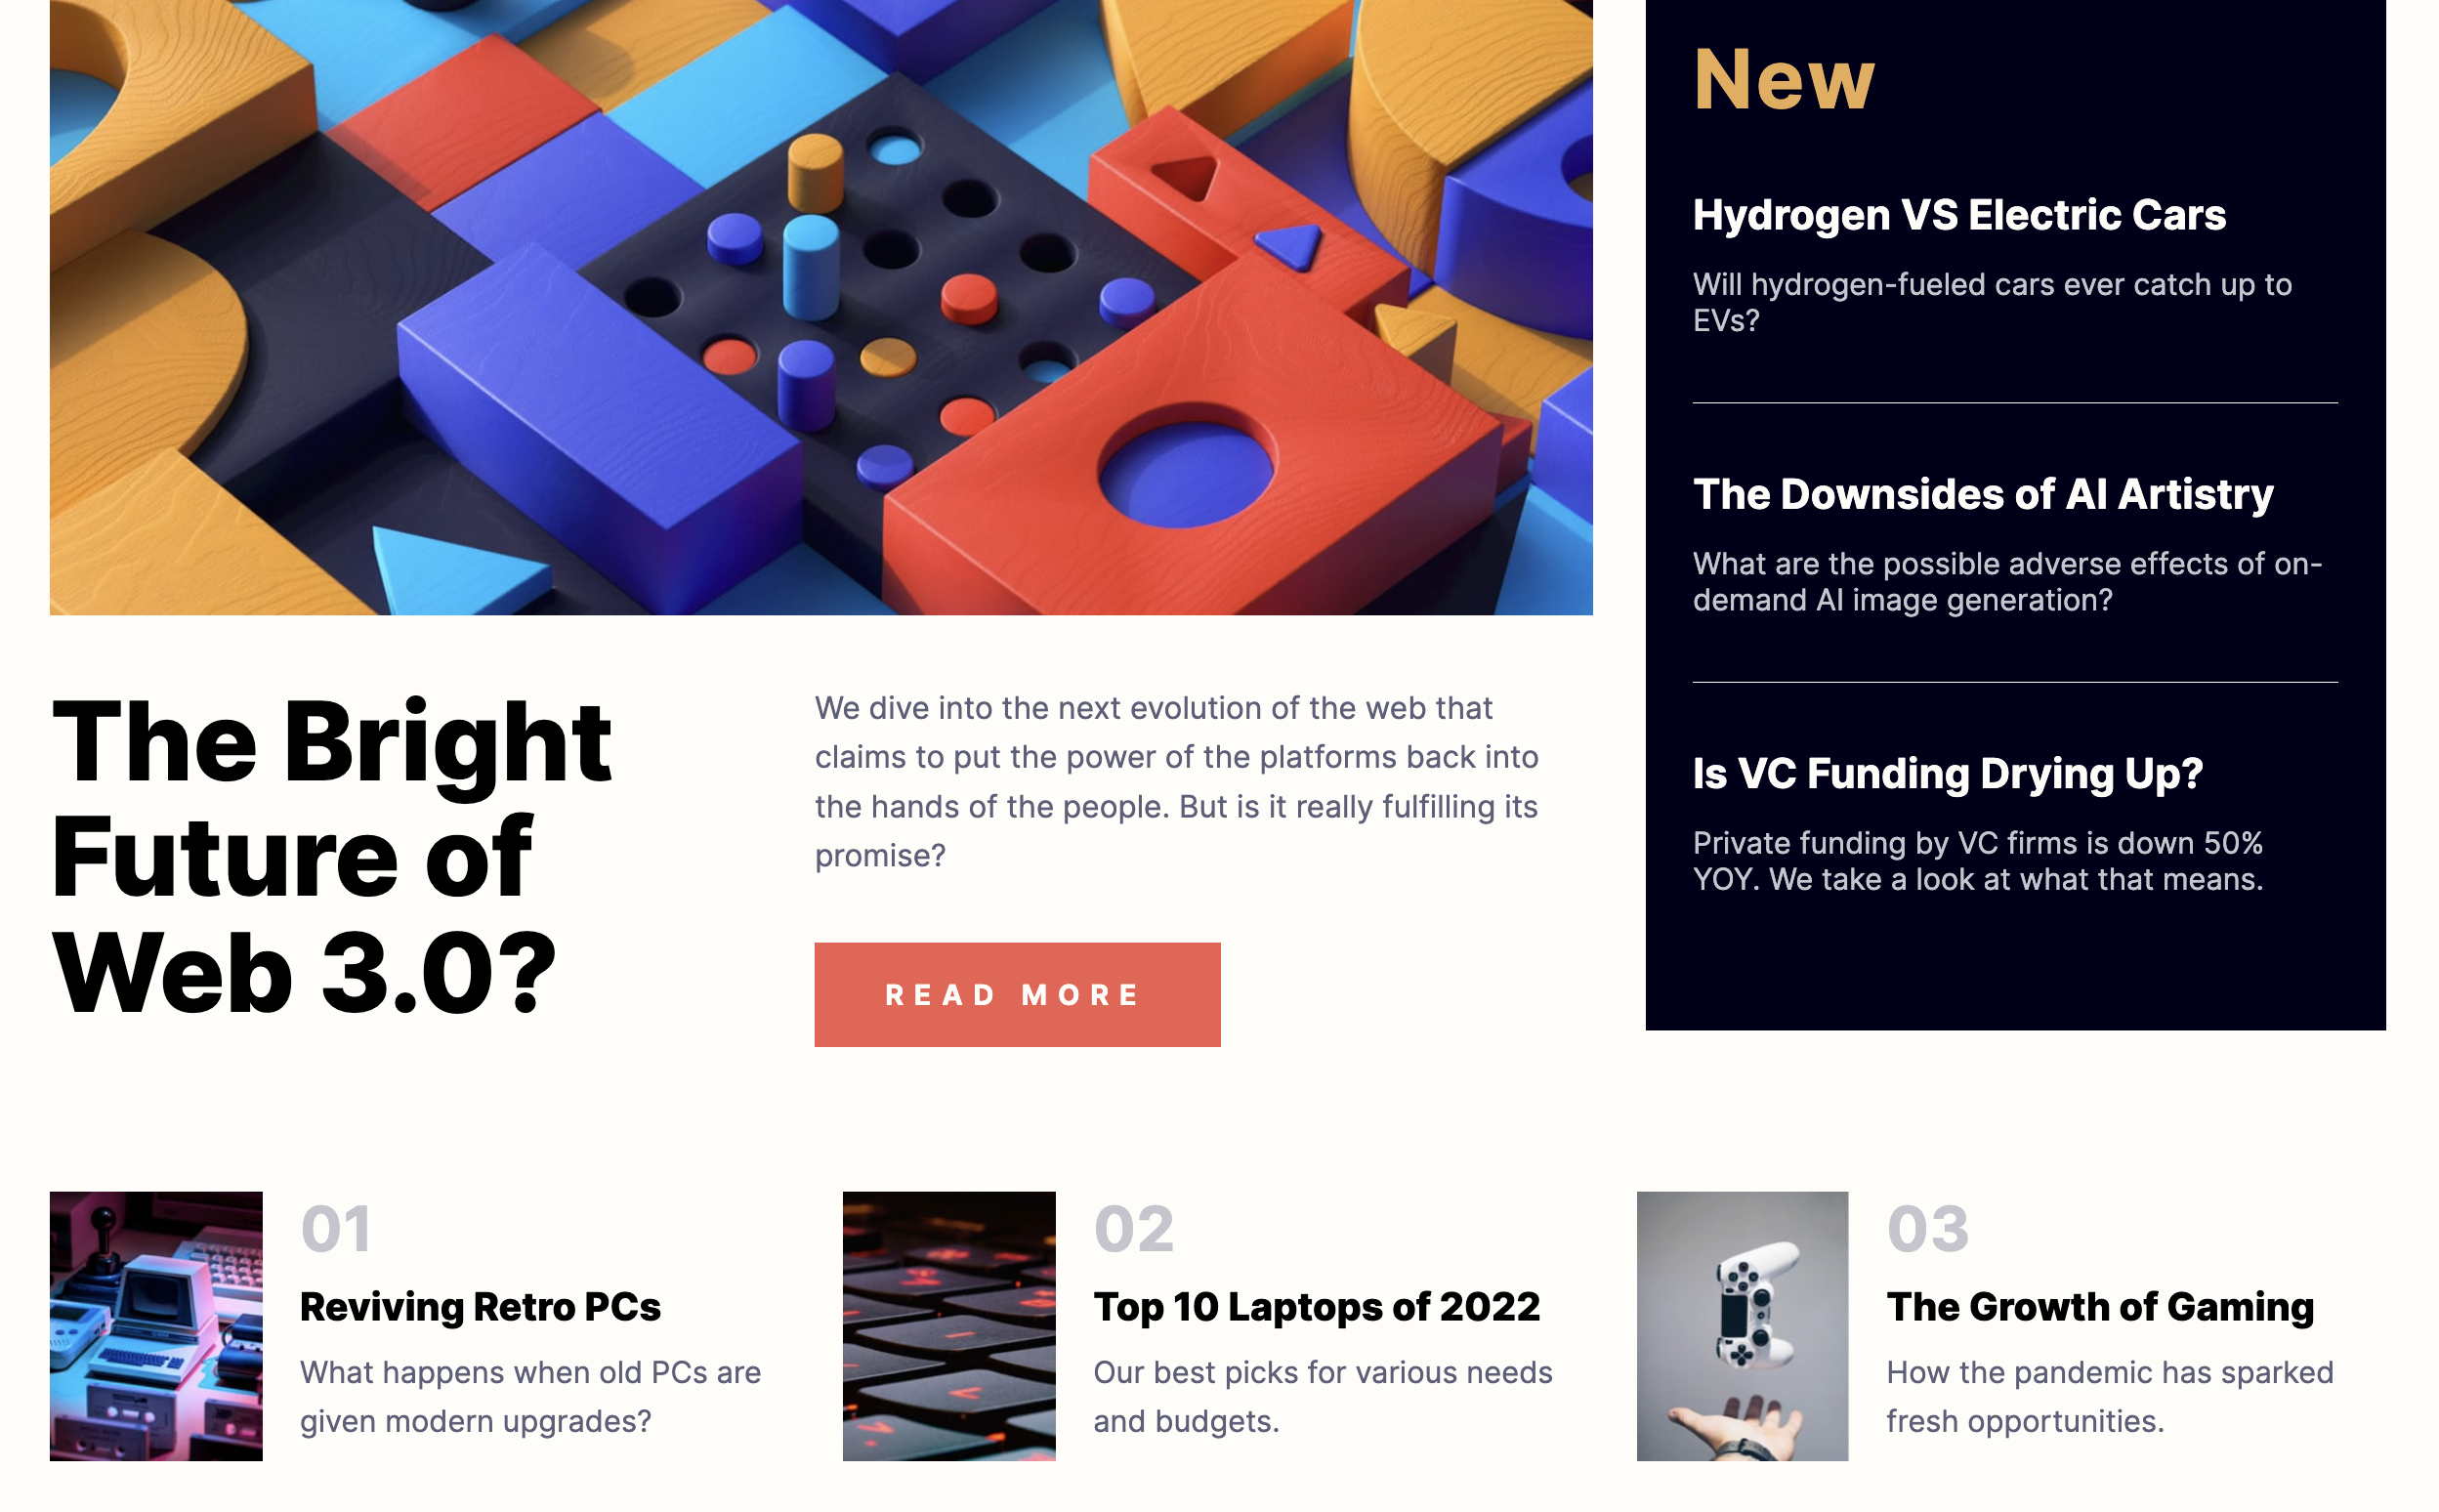 The Bright
Future of
Web 3.0?
We dive into the next evolution of the web that
claims to put the power of the platforms back into
the hands of the people. But is it really fulfilling its
promise?
READ MORE
New
Hydrogen VS Electric Cars
Will hydrogen-fueled cars ever catch up to
EVs?
The Downsides of AI Artistry
What are the possible adverse effects of on-
demand AI image generation?
Is VC Funding Drying Up?
Private funding by VC firms is down 50%
YOY. We take a look at what that means.
01
Reviving Retro PCs
What happens when old PCs are
given modern upgrades?
02
Top 10 Laptops of 2022
Our best picks for various needs
and budgets.
03
The Growth of Gaming
How the pandemic has sparked
fresh opportunities.